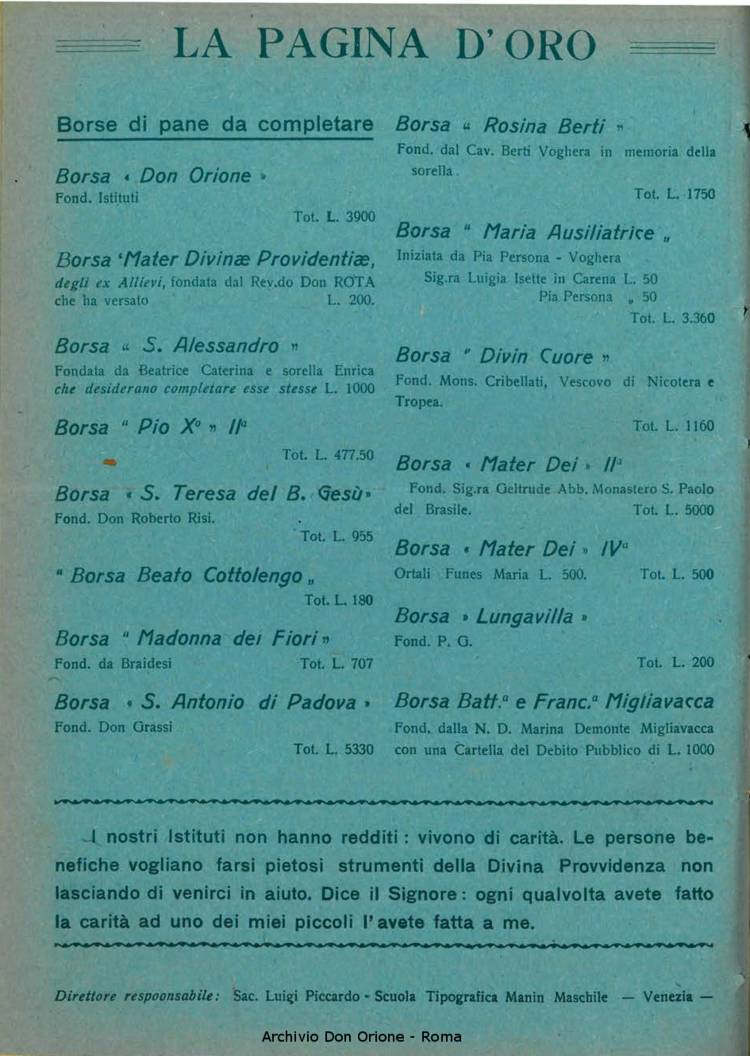 LA PAGINA D' ORO
Borse di pane da completare
Borsa « Don Orione »
Fond. Istituti
Tot. L. 3900
Borsa ‘Mater Divinæ Providentiæ,
degli ex Allievi, fondata dal Rev.do Don ROTA
che ha versato L. 200.
Borsa “ S. Alessandro ”
Fondata da Beatrice Caterina e sorella Enrica
che desiderano completare esse stesse L. 1000
Borsa “ Pio Xº ” IIª
Tot. L. 477.50
Borsa « S. Teresa del B. Gesù»
Fond. Don Roberto Risi.
Tot. L. 955
“ Borsa Beato Cottolengo „
Tot. L. 180
Borsa “ Madonna dei Fiori ”
Fond. da Braidesi Tot. L. 707
Borsa « S. Antonio di Padova »
Fond. Don Grassi
Tot. L. 5330
Borsa “ Rosina Berti ”
Fond. dal Cav. Berti Voghera in memoria della
sorella.
Tot. L. 1750
Borsa “ Maria Ausiliatrice „
Iniziata da Pia Persona - Voghera
Sig.ra Luigia Isette in Carena L. 50
Pia Persona „ 50
Tot. L. 3.360
Borsa “ Divin Cuore ”
Fond. Mons. Cribellati, Vescovo di Nicotera e
Tropea.
Tot. L. 1160
Borsa « Mater Dei » IIª
Fond. Sig.ra Geltrude Abb. Monastero S. Paolo
del Brasile. Tot. L. 5000
Borsa « Mater Dei » IVª
Ortali Funes Maria L. 500. Tot. L. 500
Borsa » Lungavilla »
Fond. P. G.
Tot. L. 200
Borsa Batt.ª e Franc.ª Migliavacca
Fond. dalla N. D. Marina Demonte Migliavacca
con una Cartella del Debito Pubblico di L. 1000
I nostri Istituti non hanno redditi : vivono di carità. Le persone be-
nefiche vogliano farsi pietosi strumenti della Divina Provvidenza non
lasciando di venirci in aiuto. Dice il Signore : ogni qualvolta avete fatto
la carità ad uno dei miei piccoli l' avete fatta a me.
Direttore respoonsabile: Sac. Luigi Piccardo - Scuola Tipografica Manin Maschile — Venezia —
Archivio Don Orione - Roma